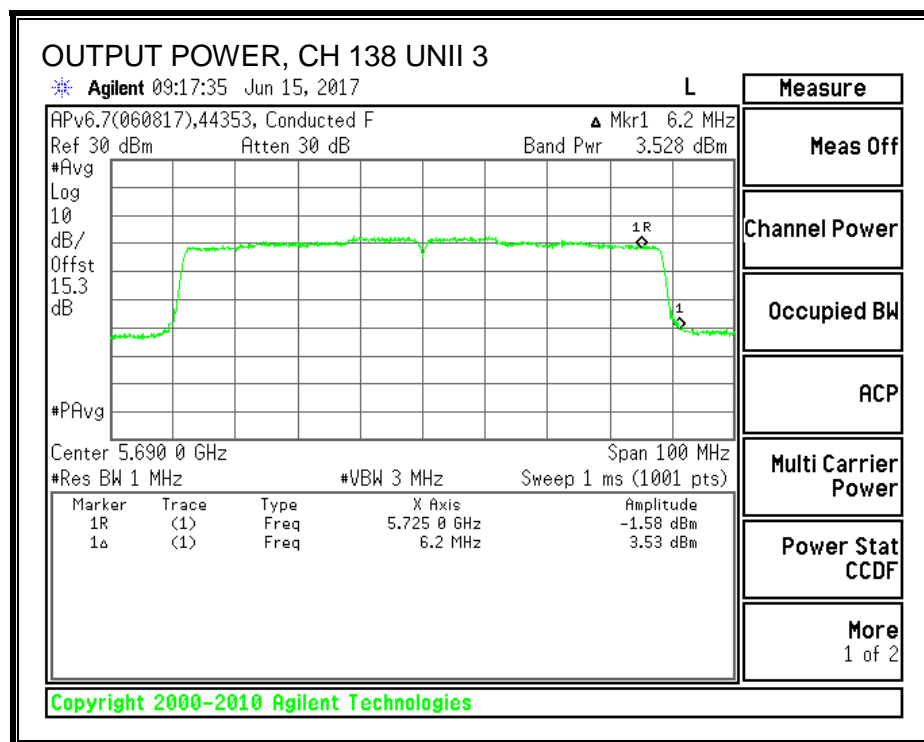 OUTPUT POWER, CH 138 UNII 3
Agilent 09:17:35 Jun 15, 2017 L
Measure
APv6.7(060817),44353, Conducted F
Δ Mkr1 6.2 MHz
Ref 30 dBm Atten 30 dB Band Pwr 3.528 dBm
#Avg
Log
10
dB/
Offst
15.3
dB
#PAvg
1R
1
Center 5.690 0 GHz Span 100 MHz
#Res BW 1 MHz #VBW 3 MHz Sweep 1 ms (1001 pts)
Marker Trace Type X Axis Amplitude
1R (1) Freq 5.725 0 GHz -1.58 dBm
1Δ (1) Freq 6.2 MHz 3.53 dBm
Meas Off
Channel Power
Occupied BW
ACP
Multi Carrier
Power
Power Stat
CCDF
More
1 of 2
Copyright 2000-2010 Agilent Technologies